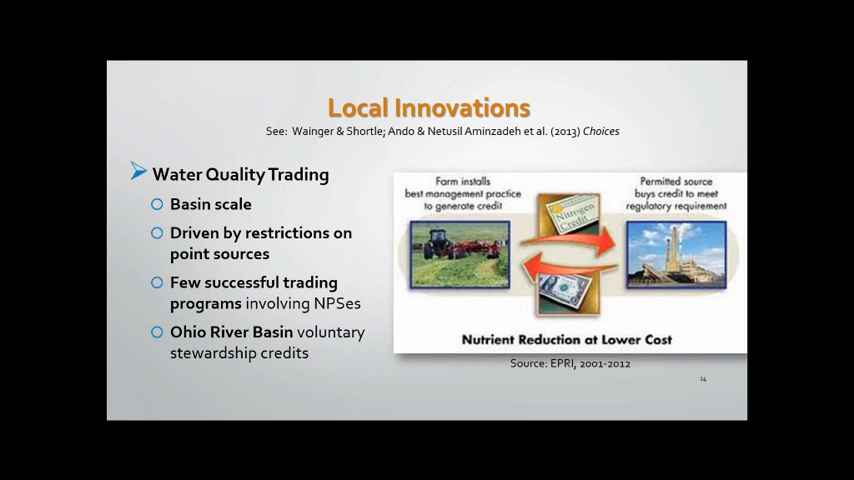 Local Innovations
See: Wainger & Shortle; Ando & Netusil Aminzadeh et al. (2013) Choices
Water Quality Trading
Basin scale
Driven by restrictions on
point sources
Few successful trading
programs involving NPSes
Ohio River Basin voluntary
stewardship credits
Farm installs
best management practice
to generate credit
Nitrogen
Credit
Permitted source
buys credit to meet
regulatory requirement
Nutrient Reduction at Lower Cost
Source: EPRI, 2001-2012
14